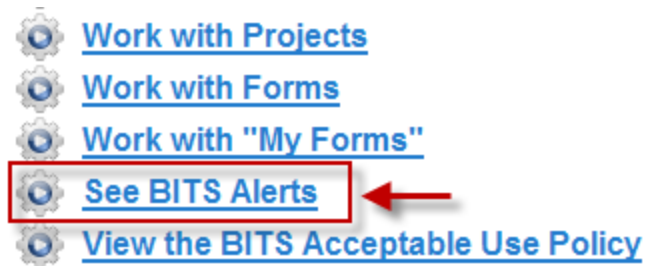 Work with Projects
Work with Forms
Work with "My Forms"
See BITS Alerts
View the BITS Acceptable Use Policy